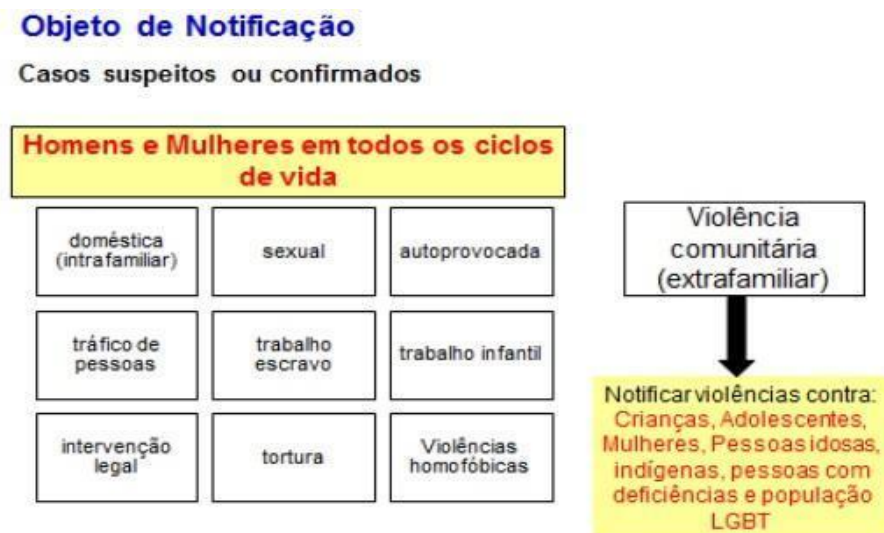 Objeto de Notificação
Casos suspeitos ou confirmados
Homens e Mulheres em todos os ciclos
de vida
doméstica
(intrafamiliar)
sexual
autoprovocada
tráfico de
pessoas
trabalho
escravo
trabalho infantil
intervenção
legal
tortura
Violências
homofóbicas
Violência
comunitária
(extrafamiliar)
Notificar violências contra:
Crianças, Adolescentes,
Mulheres, Pessoas idosas,
indígenas, pessoas com
deficiências e população
LGBT